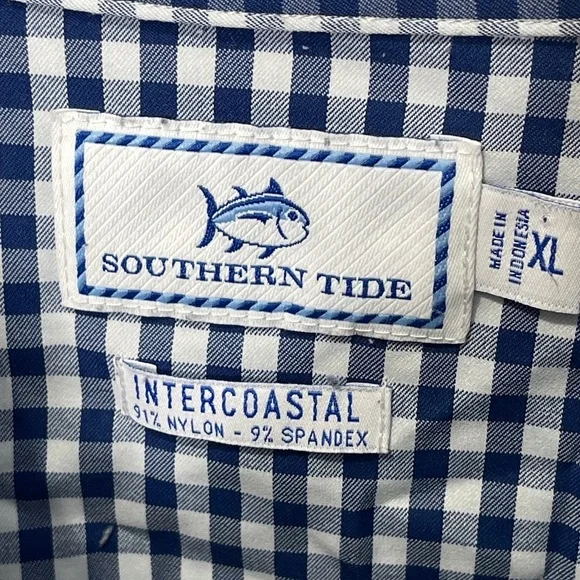 SOUTHERN TIDE
MADE IN
INDONESIA
XL
INTERCOASTAL
91% NYLON - 9% SPANDEX